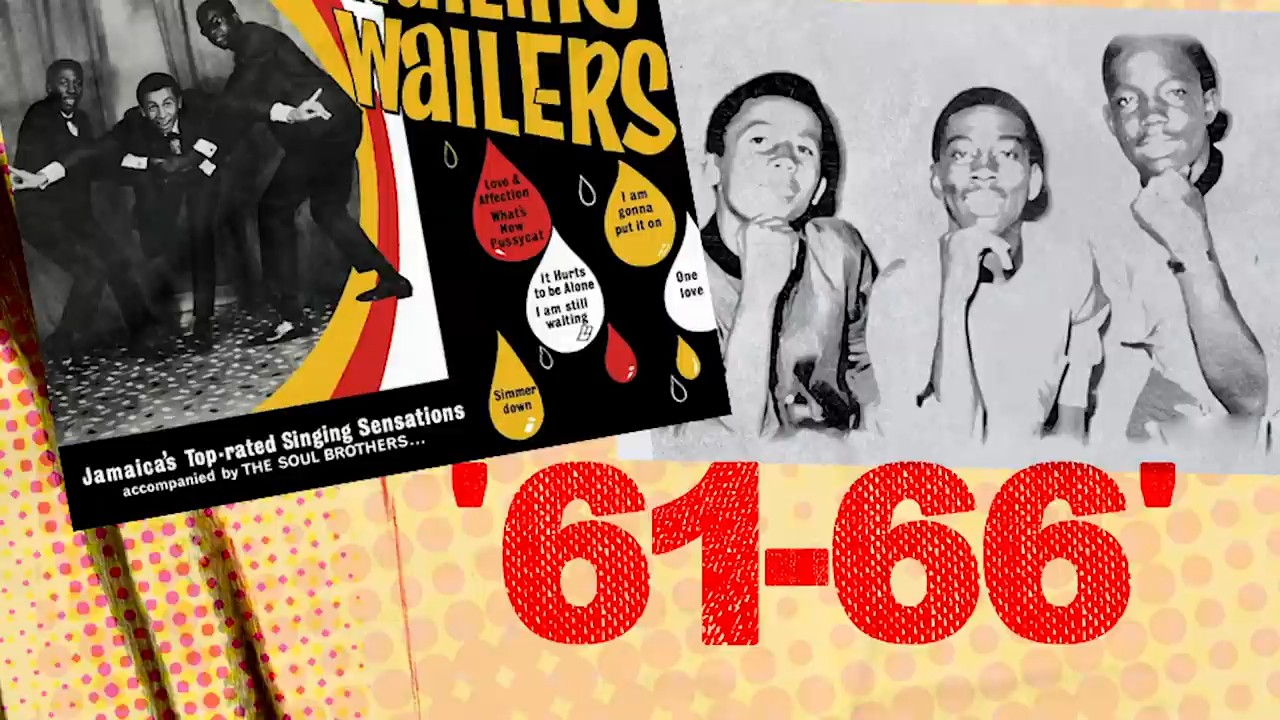 WAILERS
Love &
Affection
What's
New
Pussycat
I am
gonna
put it on
It Hurts
to be Alone
I am still
waiting
One
love
Simmer
down
Jamaica's Top-rated Singing Sensations
accompanied by THE SOUL BROTHERS...
'61-66'